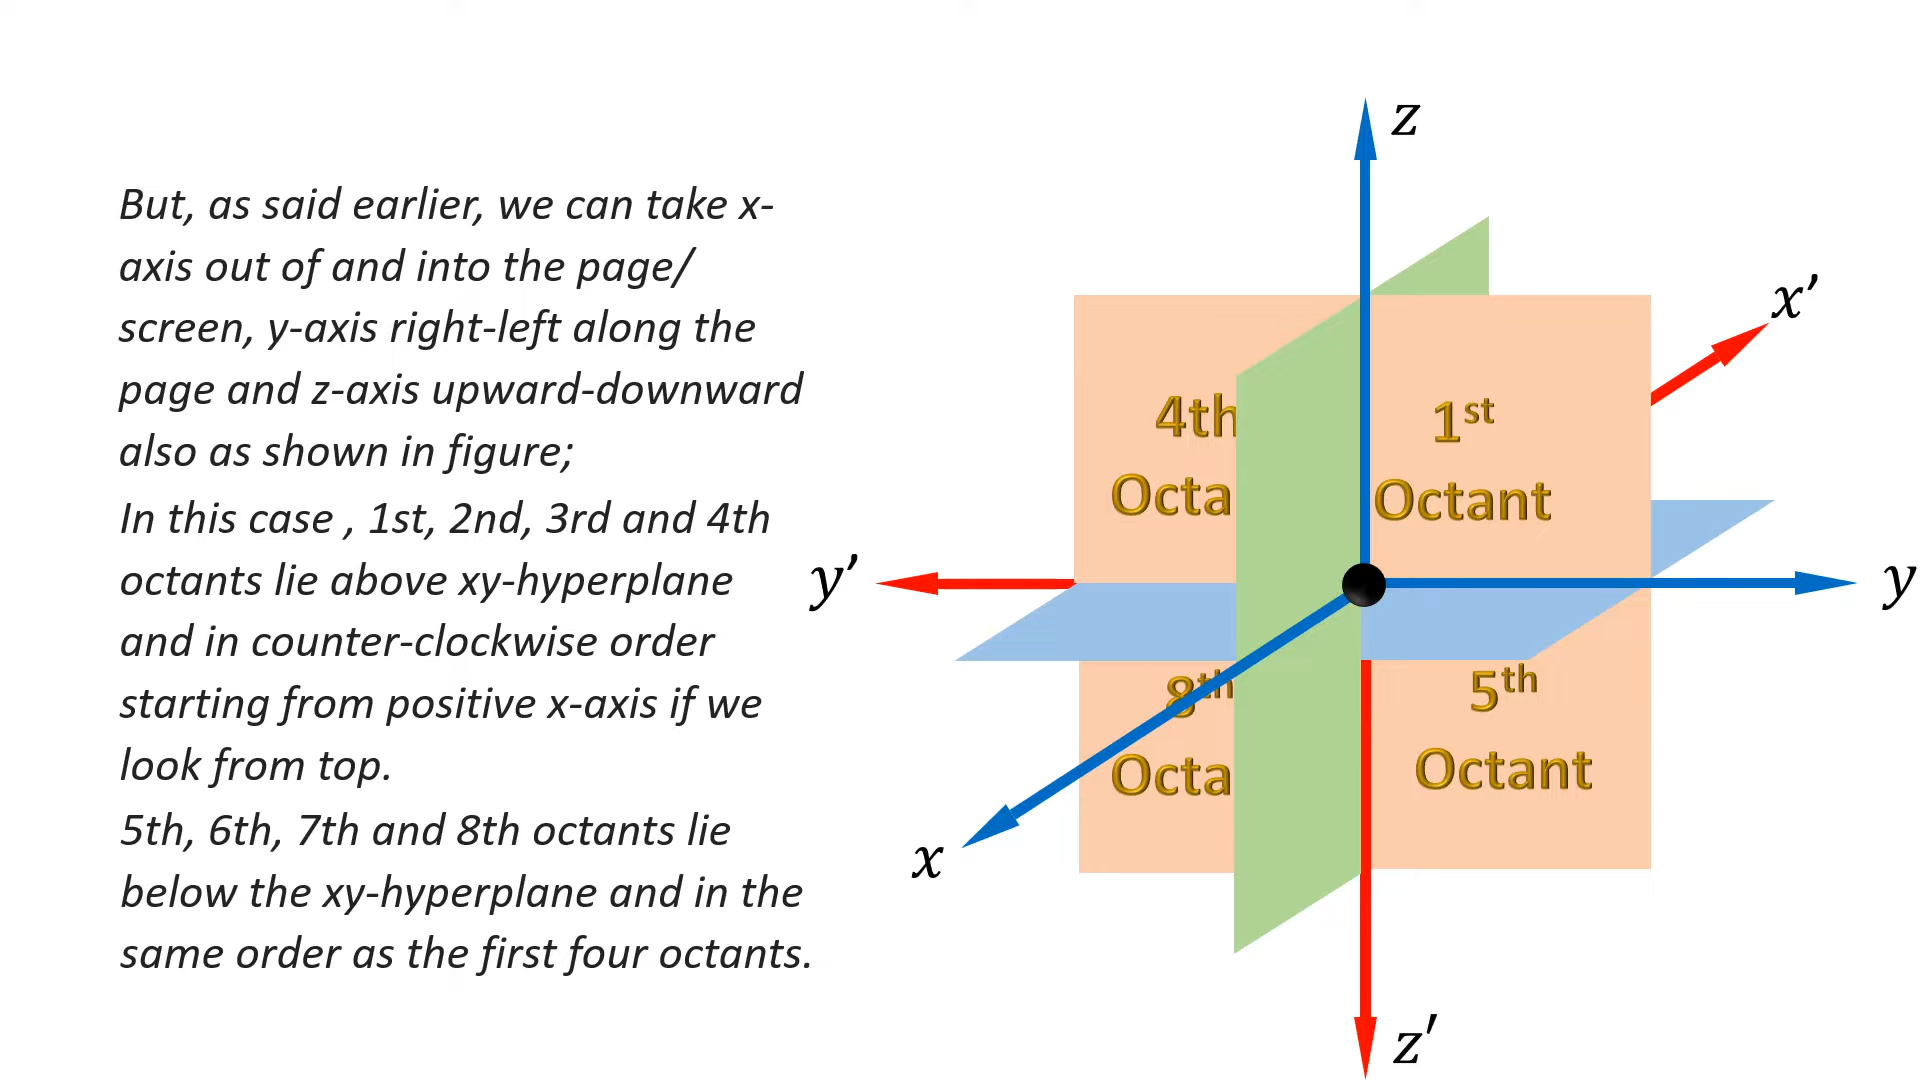 But, as said earlier, we can take x-
axis out of and into the page/
screen, y-axis right-left along the
page and z-axis upward-downward
also as shown in figure;
In this case , 1st, 2nd, 3rd and 4th
octants lie above xy-hyperplane
and in counter-clockwise order
starting from positive x-axis if we
look from top.
5th, 6th, 7th and 8th octants lie
below the xy-hyperplane and in the
same order as the first four octants.
z
x’
4th
Octa
1st
Octant
y’
y
8th
Octa
5th
Octant
x
z′